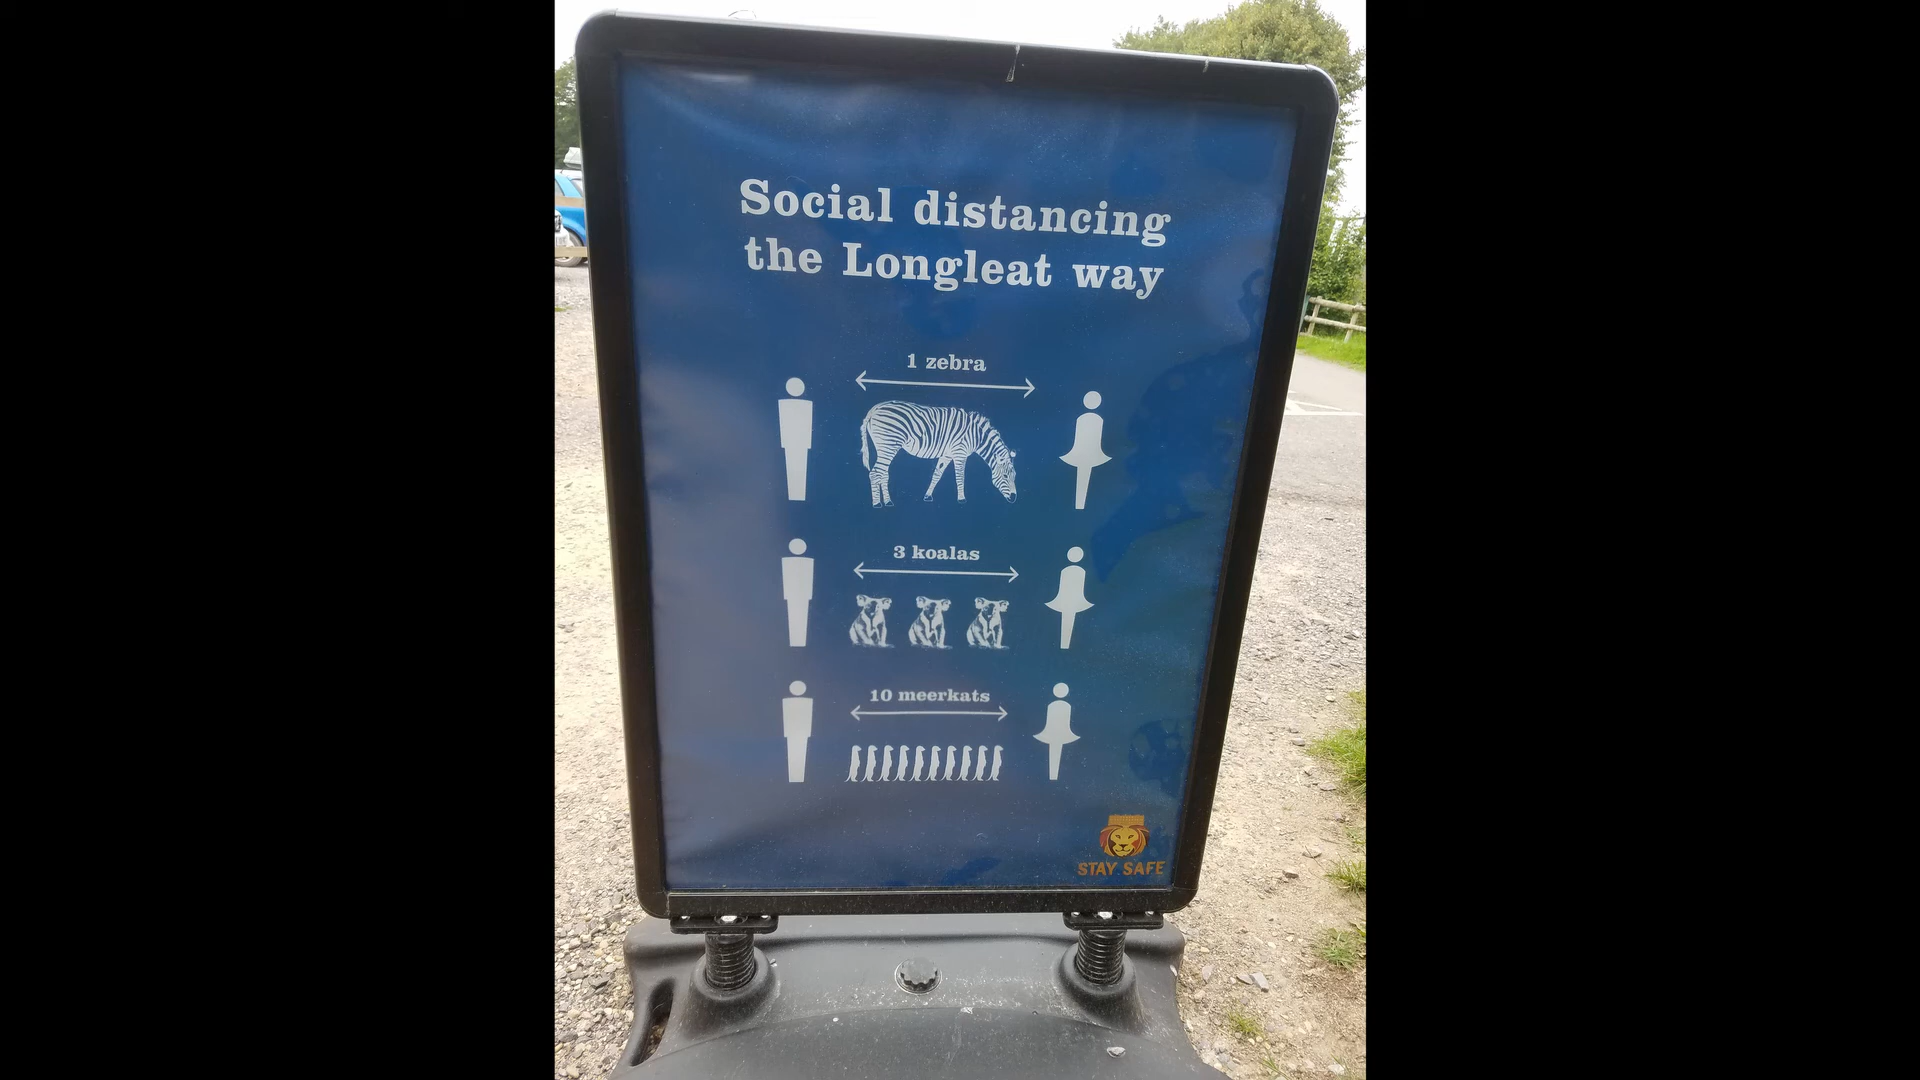 Social distancing
the Longleat way
1 zebra
3 koalas
10 meerkats
STAY SAFE